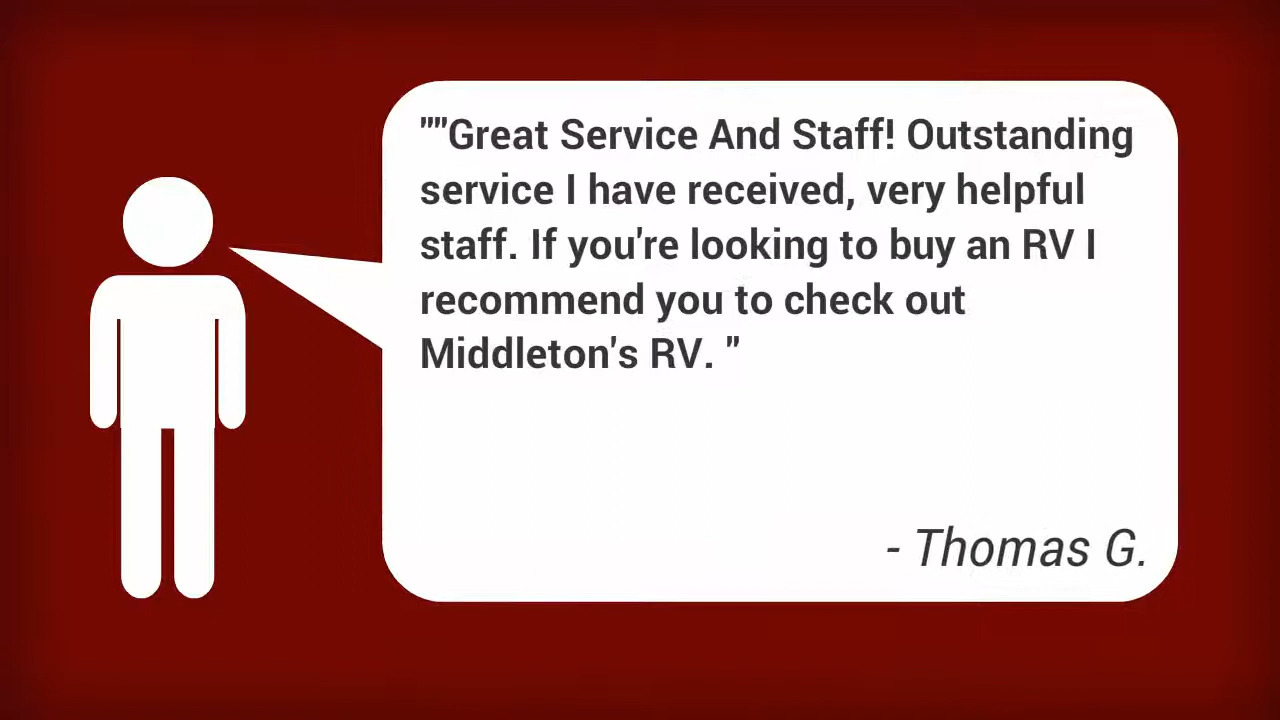 ""Great Service And Staff! Outstanding
service I have received, very helpful
staff. If you're looking to buy an RV I
recommend you to check out
Middleton's RV. "
- Thomas G.